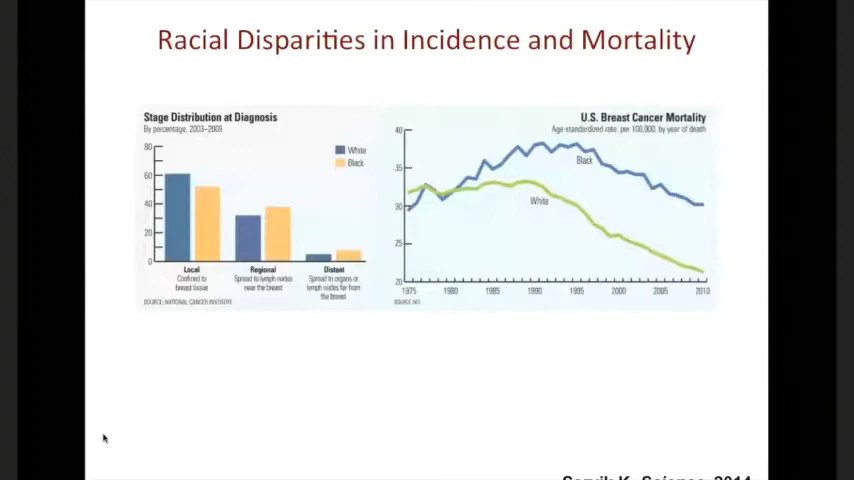 Racial Disparities in Incidence and Mortality
Stage Distribution at Diagnosis
By percentage, 2003–2009
80
60
40
20
0
White
Black
Local
Confined to
breast tissue
Regional
Spread to lymph nodes
near the breast
Distant
Spread to organs or
lymph nodes far from
the breast
SOURCE: NATIONAL CANCER INSTITUTE
U.S. Breast Cancer Mortality
Age-standardized rate, per 100,000, by year of death
40
35
30
25
20
Black
White
1975 1980 1985 1990 1995 2000 2005 2010
SOURCE: NCI
Science, 2014